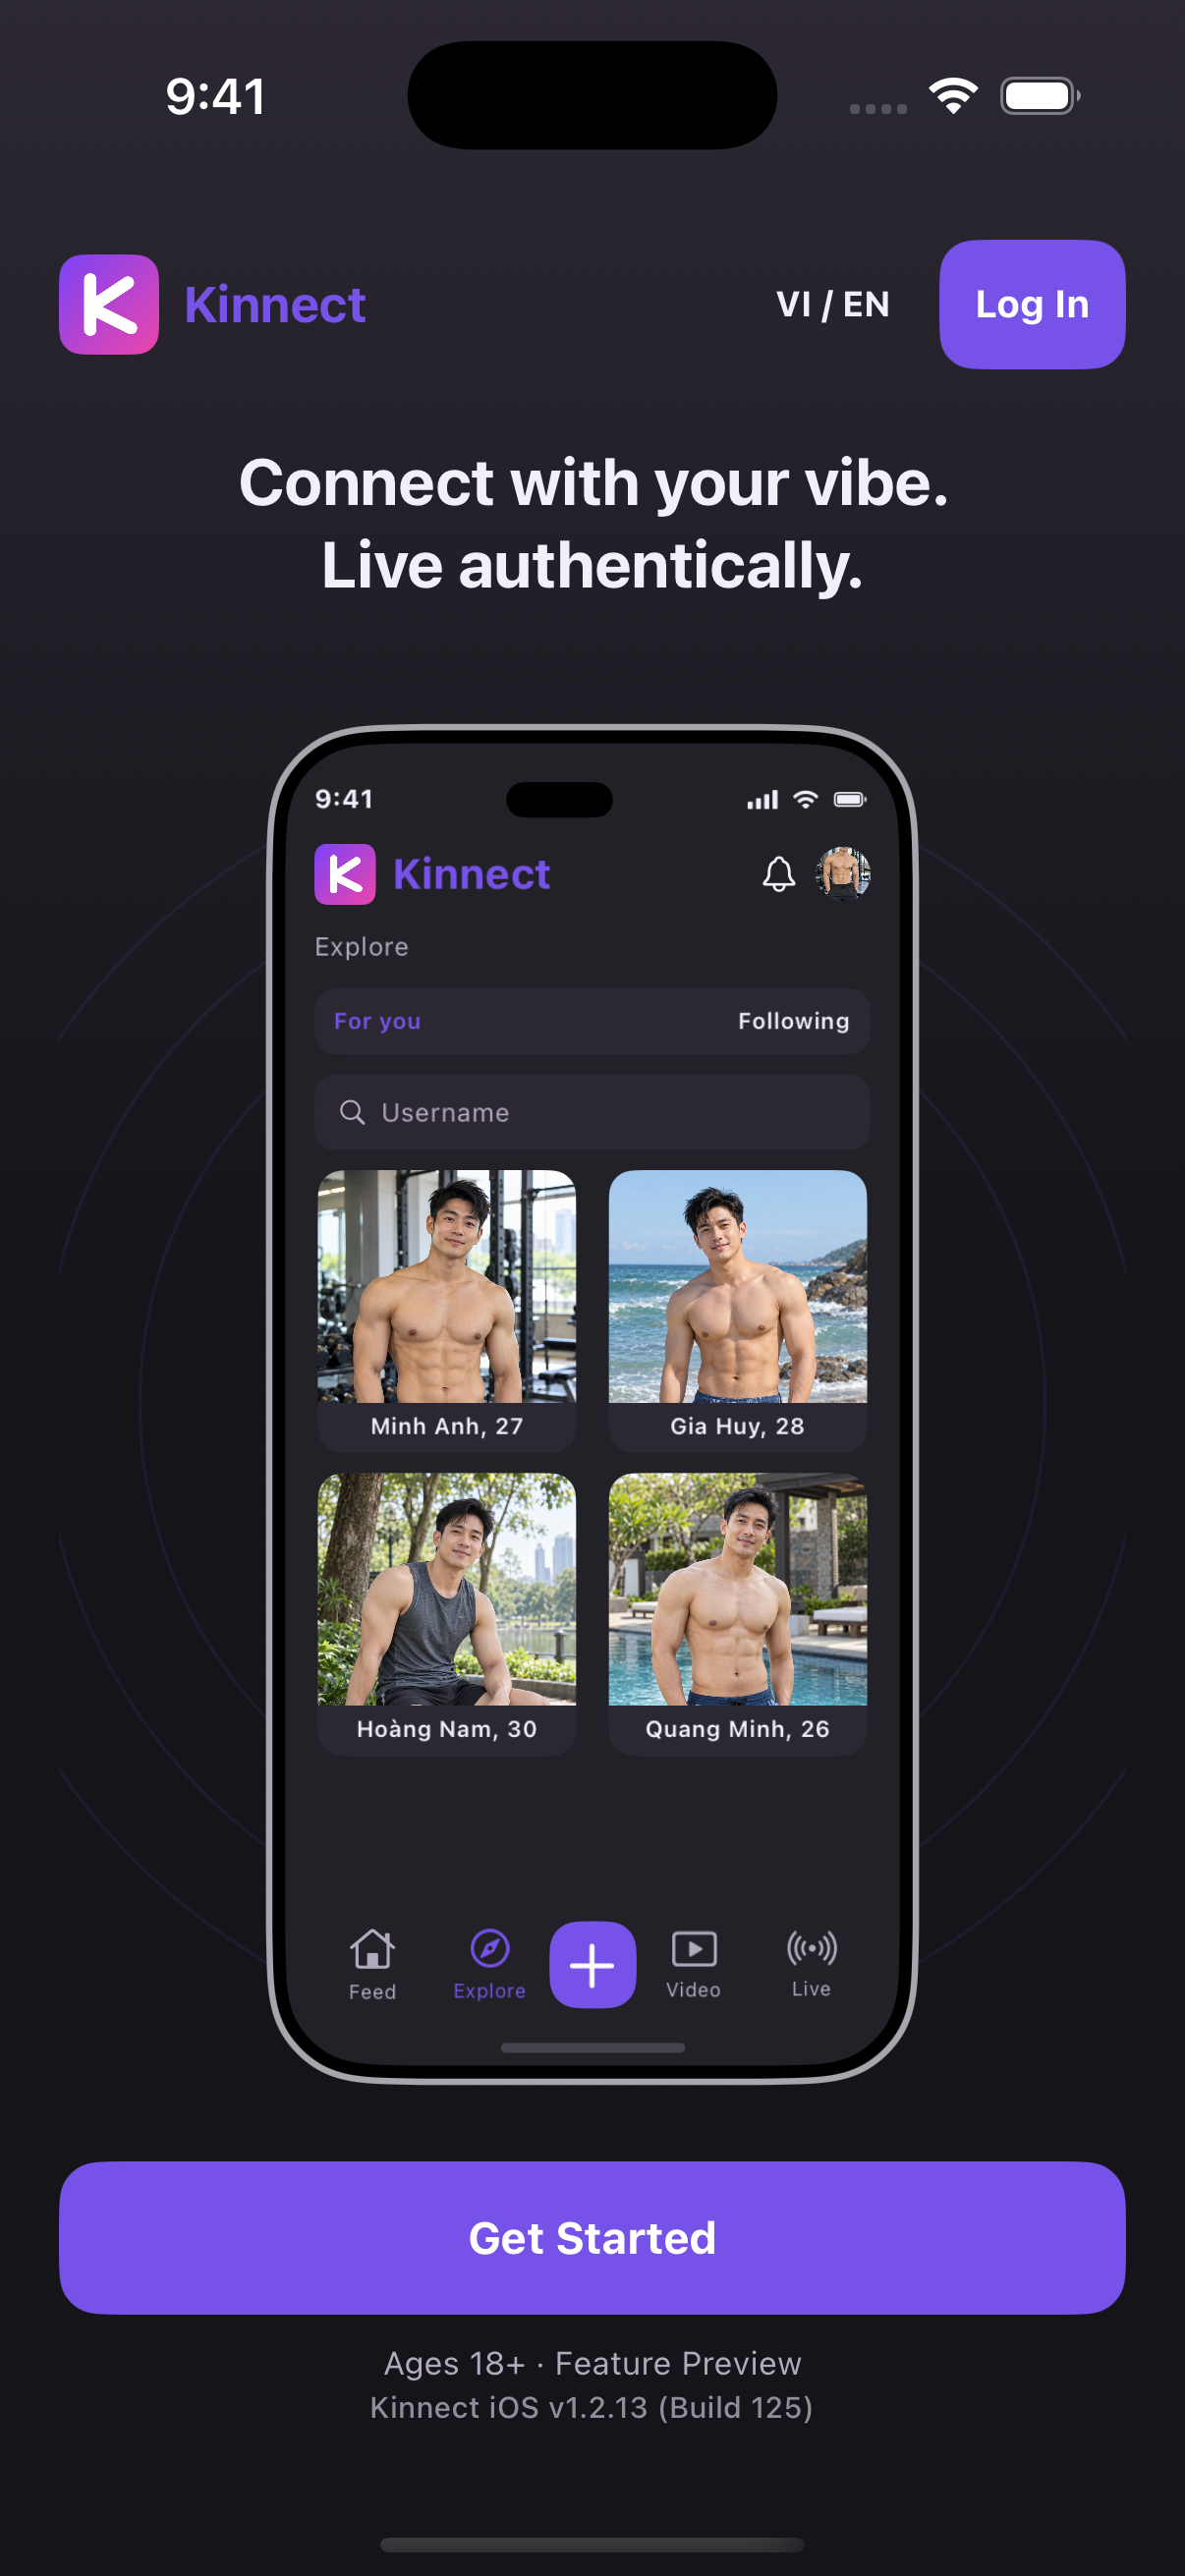 9:41
K Kinnect
VI / EN
Log In
Connect with your vibe.
Live authentically.
9:41
K Kinnect
Explore
For you
Following
Username
Minh Anh, 27
Gia Huy, 28
Hoàng Nam, 30
Quang Minh, 26
Feed
Explore
Video
Live
Get Started
Ages 18+ · Feature Preview
Kinnect iOS v1.2.13 (Build 125)